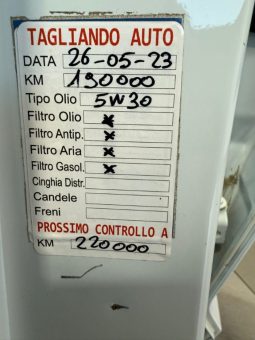 TAGLIANDO AUTO
DATA 26-05-23
KM 190000
Tipo Olio 5W30
Filtro Olio x
Filtro Antip. x
Filtro Aria x
Filtro Gasol. x
Cinghia Distr.
Candele
Freni
PROSSIMO CONTROLLO A
KM 220000